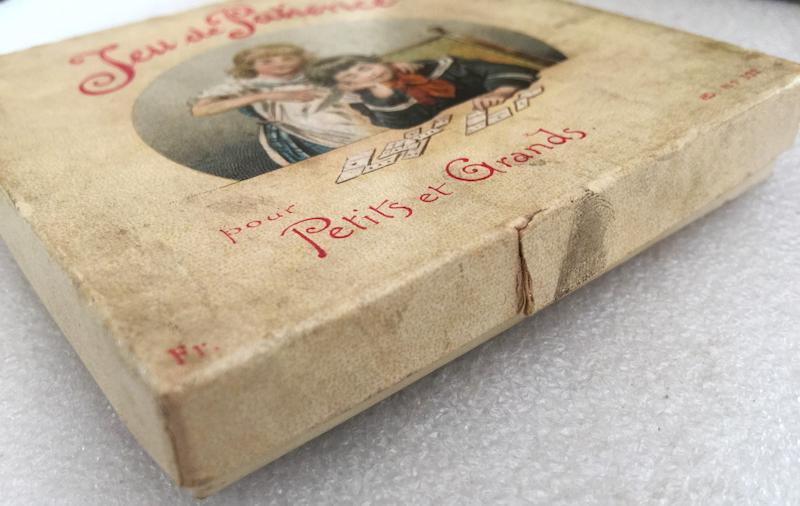 Jeu de Patience
pour
Petits et Grands
Fr.